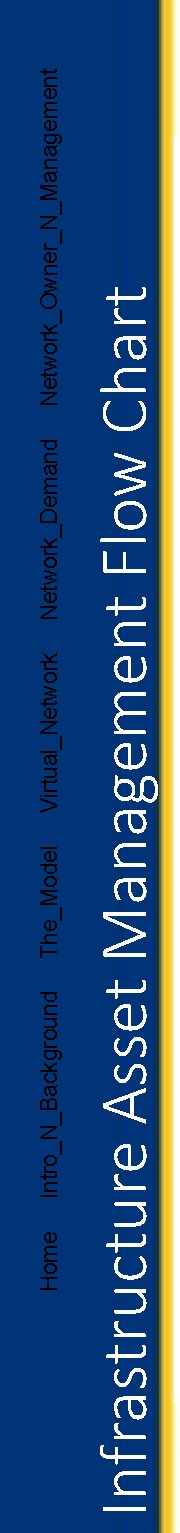 Home Intro_N_Background The_Model Virtual_Network Network_Demand Network_Owner_N_Management
Infrastructure Asset Management Flow Chart